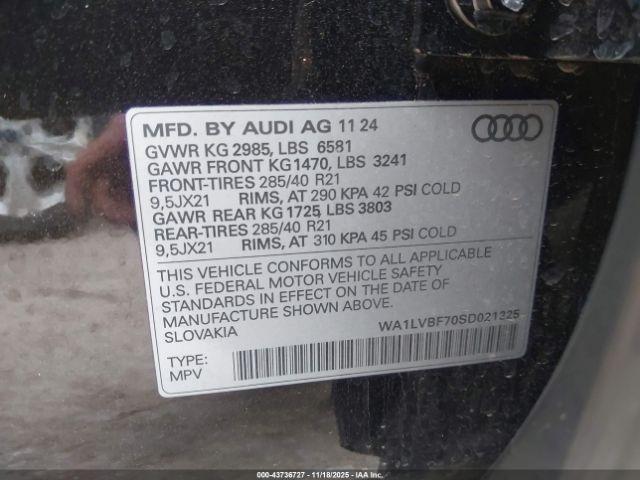 MFD. BY AUDI AG 11 24
GVWR KG 2985, LBS 6581
GAWR FRONT KG1470, LBS 3241
FRONT-TIRES 285/40 R21
9,5JX21 RIMS, AT 290 KPA 42 PSI COLD
GAWR REAR KG 1725, LBS 3803
REAR-TIRES 285/40 R21
9,5JX21 RIMS, AT 310 KPA 45 PSI COLD
THIS VEHICLE CONFORMS TO ALL APPLICABLE
U.S. FEDERAL MOTOR VEHICLE SAFETY
STANDARDS IN EFFECT ON THE DATE OF
MANUFACTURE SHOWN ABOVE.
SLOVAKIA
WA1LVBF70SD021325
TYPE:
MPV
000-43736727 - 11/18/2025 - IAA, Inc.